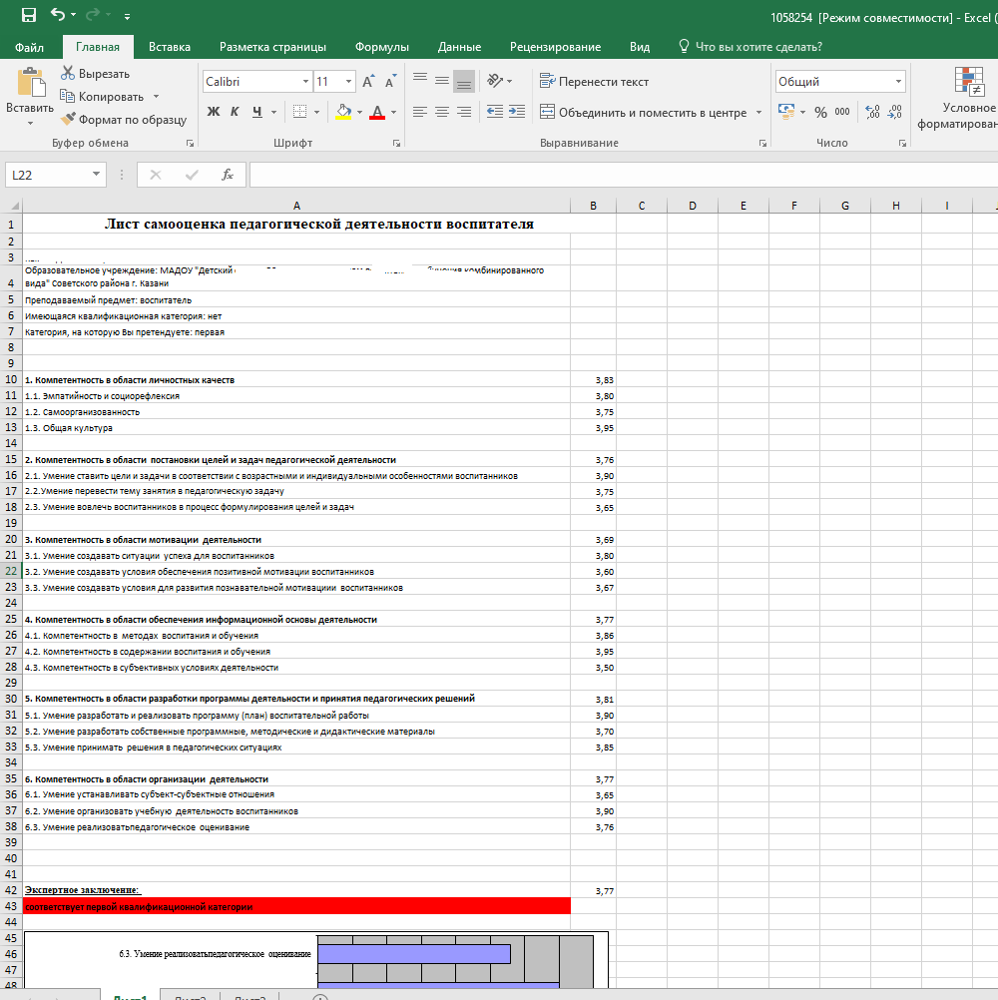 1058254 [Режим совместимости] - Excel (
Файл Главная Вставка Разметка страницы Формулы Данные Рецензирование Вид Что вы хотите сделать?
Вставить
Вырезать
Копировать
Формат по образцу
Calibri 11
Ж К Ч
Перенести текст
Объединить и поместить в центре
Общий
% 000
Условное
форматирован
Буфер обмена Шрифт Выравнивание Число
L22 fx
A B C D E F G H I
1 Лист самооценка педагогической деятельности воспитателя
2
3
Образовательное учреждение: МАДОУ "Детский комбинированного
4 вида" Советского района г. Казани
5 Преподаваемый предмет: воспитатель
6 Имеющаяся квалификационная категория: нет
7 Категория, на которую Вы претендуете: первая
8
9
10 1. Компетентность в области личностных качеств 3,83
11 1.1. Эмпатийность и социорефлексия 3,80
12 1.2. Самоорганизованность 3,75
13 1.3. Общая культура 3,95
14
15 2. Компетентность в области постановки целей и задач педагогической деятельности 3,76
16 2.1. Умение ставить цели и задачи в соответствии с возрастными и индивидуальными особенностями воспитанников 3,90
17 2.2.Умение перевести тему занятия в педагогическую задачу 3,75
18 2.3. Умение вовлечь воспитанников в процесс формулирования целей и задач 3,65
19
20 3. Компетентность в области мотивации деятельности 3,69
21 3.1. Умение создавать ситуации успеха для воспитанников 3,80
22 3.2. Умение создавать условия обеспечения позитивной мотивации воспитанников 3,60
23 3.3. Умение создавать условия для развития познавательной мотивациии воспитанников 3,67
24
25 4. Компетентность в области обеспечения информационной основы деятельности 3,77
26 4.1. Компетентность в методах воспитания и обучения 3,86
27 4.2. Компетентность в содержании воспитания и обучения 3,95
28 4.3. Компетентность в субъективных условиях деятельности 3,50
29
30 5. Компетентность в области разработки программы деятельности и принятия педагогических решений 3,81
31 5.1. Умение разработать и реализовать программу (план) воспитательной работы 3,90
32 5.2. Умение разработать собственные программные, методические и дидактические материалы 3,70
33 5.3. Умение принимать решения в педагогических ситуациях 3,85
34
35 6. Компетентность в области организации деятельности 3,77
36 6.1. Умение устанавливать субъект-субъектные отношения 3,65
37 6.2. Умение организовать учебную деятельность воспитанников 3,90
38 6.3. Умение реализоватьпедагогическое оценивание 3,76
39
40
41
42 Экспертное заключение: 3,77
43 соответствует первой квалификационной категории
44
45
46 6.3. Умение реализоватьпедагогическое оценивание
47
48
Лист1 Лист2 Лист3